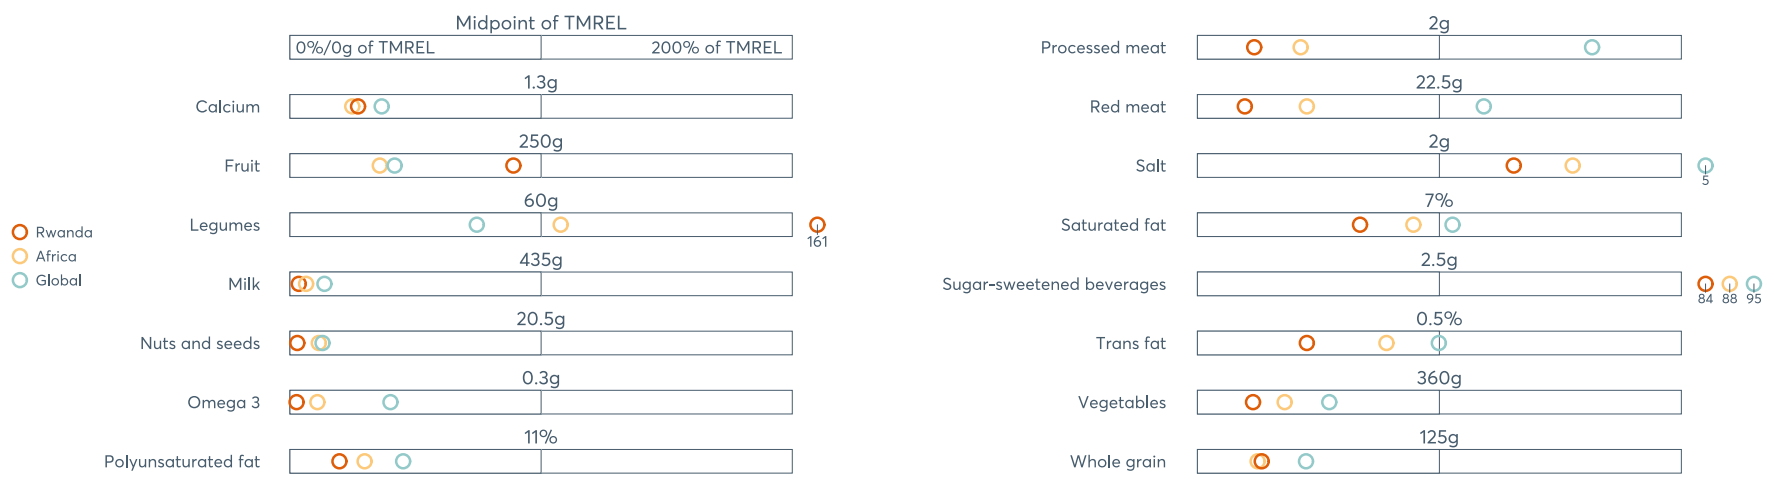 Midpoint of TMREL
0%/0g of TMREL 200% of TMREL
1.3g
Calcium
250g
Fruit
60g
Legumes
161
435g
Milk
20.5g
Nuts and seeds
0.3g
Omega 3
11%
Polyunsaturated fat
Rwanda
Africa
Global
2g
Processed meat
22.5g
Red meat
2g
Salt
5
7%
Saturated fat
2.5g
Sugar-sweetened beverages
84 88 95
0.5%
Trans fat
360g
Vegetables
125g
Whole grain